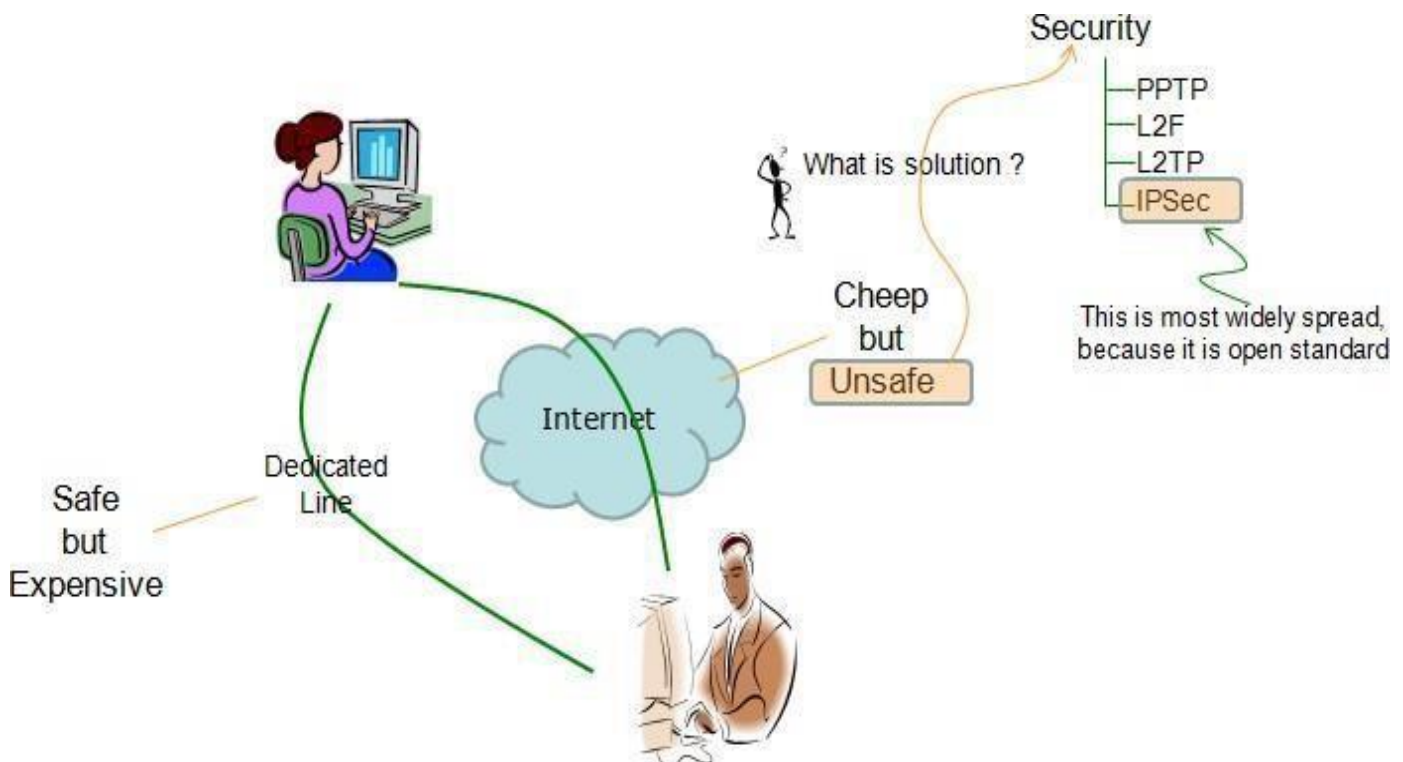 Security
PPTP
L2F
L2TP
IPSec
What is solution ?
This is most widely spread,
because it is open standard
Cheep
but
Unsafe
Internet
Dedicated
Line
Safe
but
Expensive